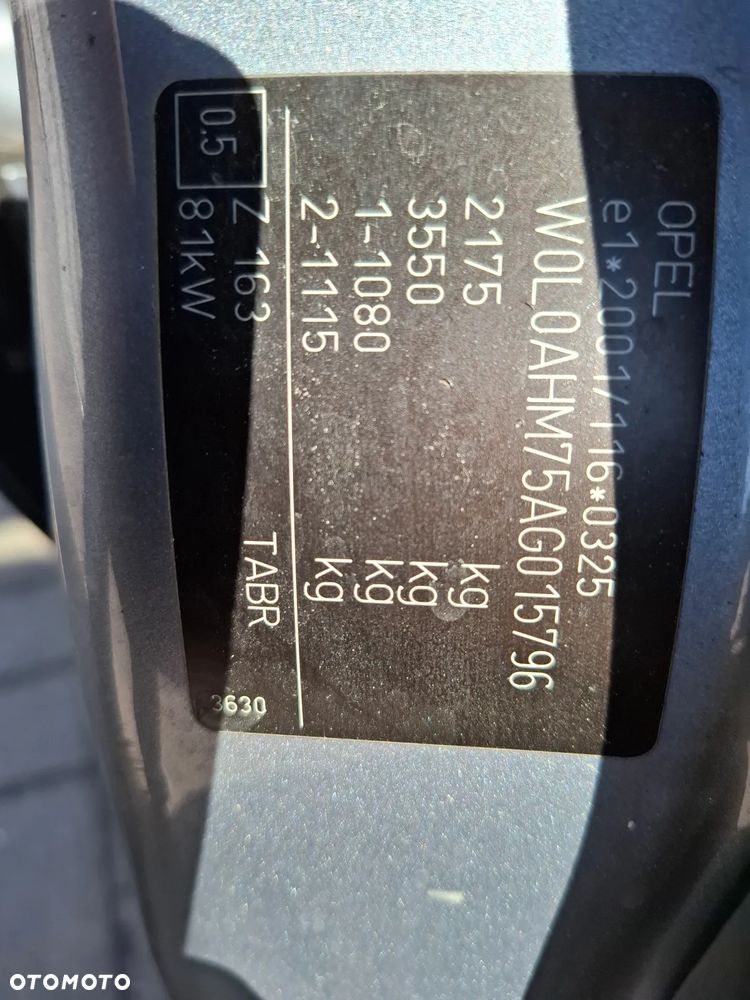 OPEL
e1*2001/116*0325
W0L0AHM75AG015796
2175 kg
3550 kg
1-1080 kg
2-1115 kg
Z 163 TABR
0.5 81kW 3630
OTOMOTO